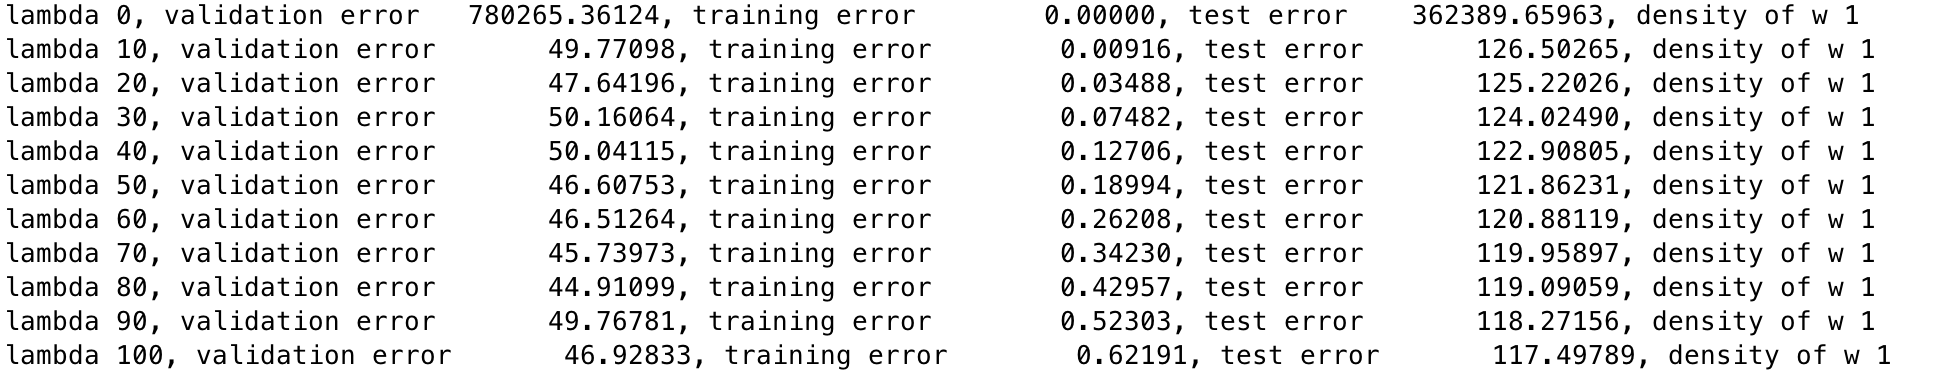 lambda 0, validation error   780265.36124, training error        0.00000, test error    362389.65963, density of w 1
lambda 10, validation error       49.77098, training error        0.00916, test error       126.50265, density of w 1
lambda 20, validation error       47.64196, training error        0.03488, test error       125.22026, density of w 1
lambda 30, validation error       50.16064, training error        0.07482, test error       124.02490, density of w 1
lambda 40, validation error       50.04115, training error        0.12706, test error       122.90805, density of w 1
lambda 50, validation error       46.60753, training error        0.18994, test error       121.86231, density of w 1
lambda 60, validation error       46.51264, training error        0.26208, test error       120.88119, density of w 1
lambda 70, validation error       45.73973, training error        0.34230, test error       119.95897, density of w 1
lambda 80, validation error       44.91099, training error        0.42957, test error       119.09059, density of w 1
lambda 90, validation error       49.76781, training error        0.52303, test error       118.27156, density of w 1
lambda 100, validation error       46.92833, training error        0.62191, test error       117.49789, density of w 1